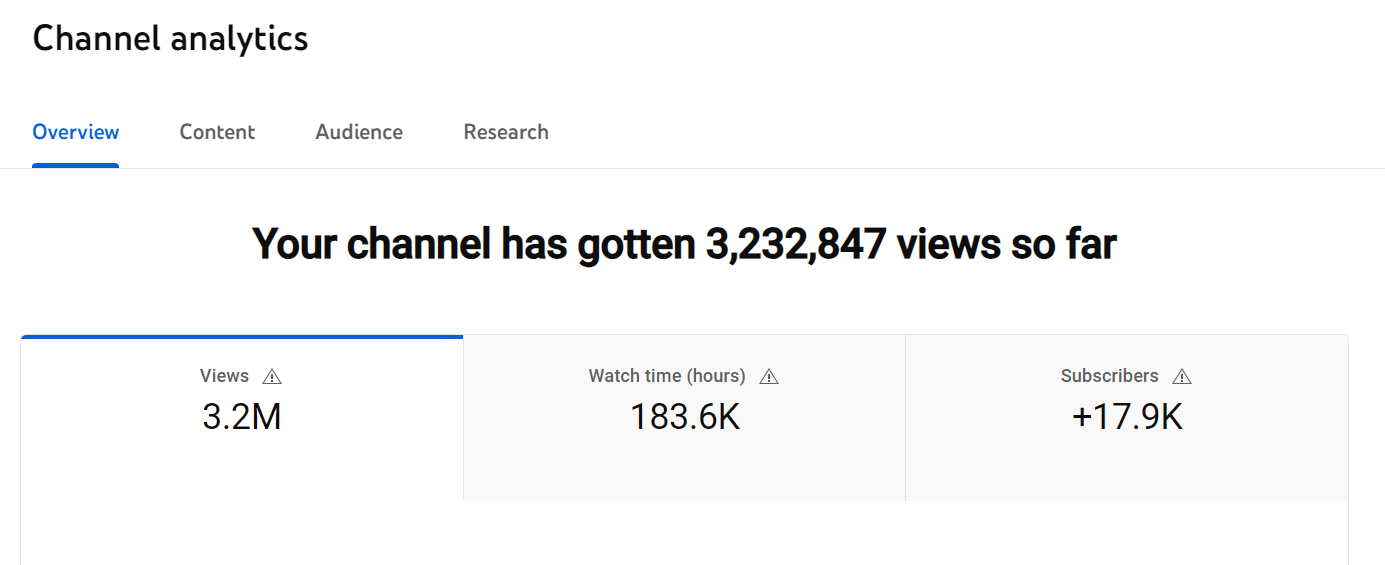 Channel analytics
Overview Content Audience Research
Your channel has gotten 3,232,847 views so far
Views Watch time (hours) Subscribers
3.2M 183.6K +17.9K